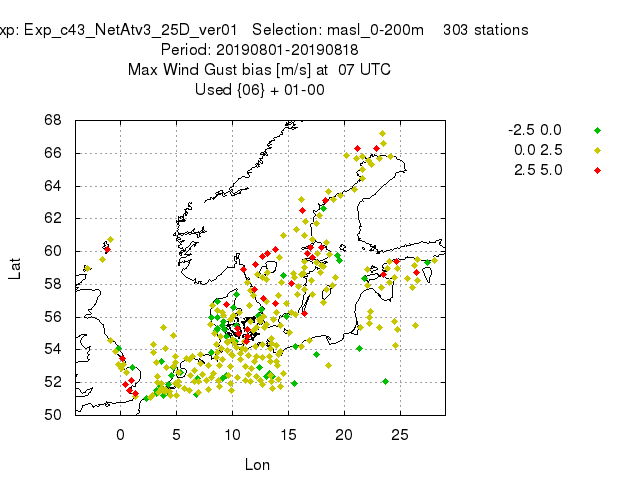 xp: Exp_c43_NetAtv3_25D_ver01 Selection: masl_0-200m 303 stations
Period: 20190801-20190818
Max Wind Gust bias [m/s] at 07 UTC
Used {06} + 01-00
-2.5 0.0
0.0 2.5
2.5 5.0
68
66
64
62
60
58
56
54
52
50
Lat
0 5 10 15 20 25
Lon